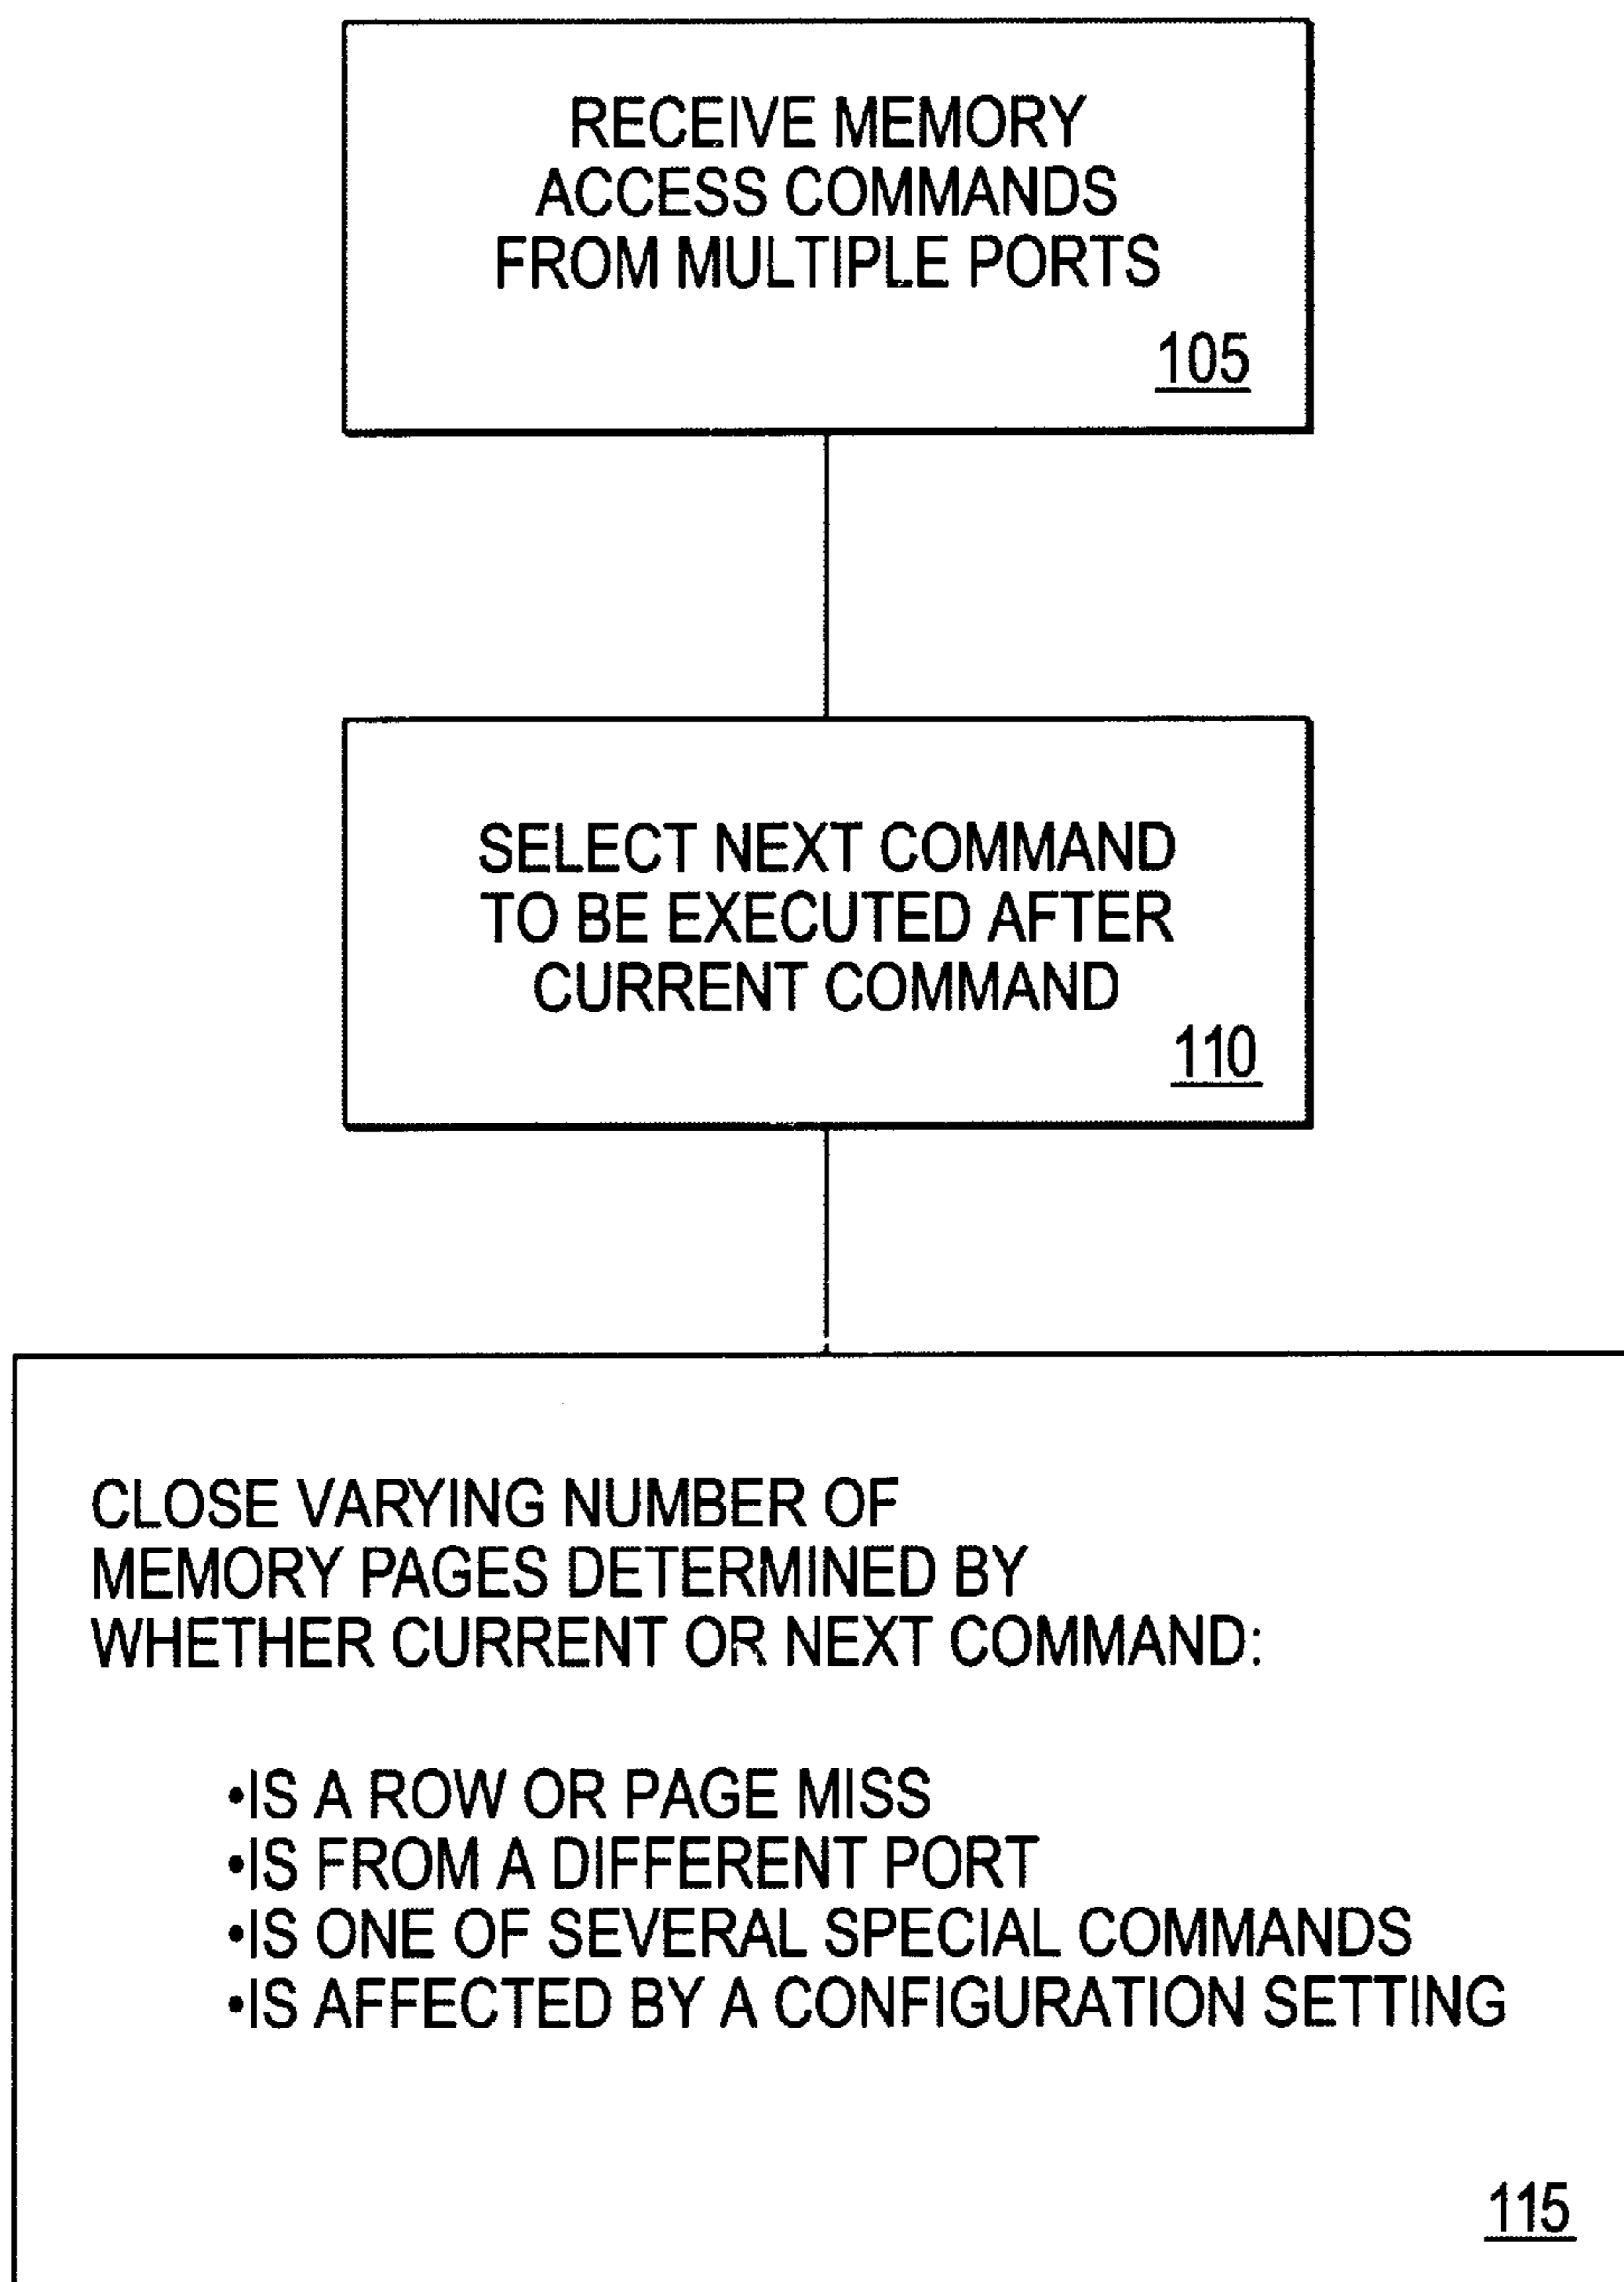 RECEIVE MEMORY
ACCESS COMMANDS
FROM MULTIPLE PORTS
105
SELECT NEXT COMMAND
TO BE EXECUTED AFTER
CURRENT COMMAND
110
CLOSE VARYING NUMBER OF
MEMORY PAGES DETERMINED BY
WHETHER CURRENT OR NEXT COMMAND:
•IS A ROW OR PAGE MISS
•IS FROM A DIFFERENT PORT
•IS ONE OF SEVERAL SPECIAL COMMANDS
•IS AFFECTED BY A CONFIGURATION SETTING
115